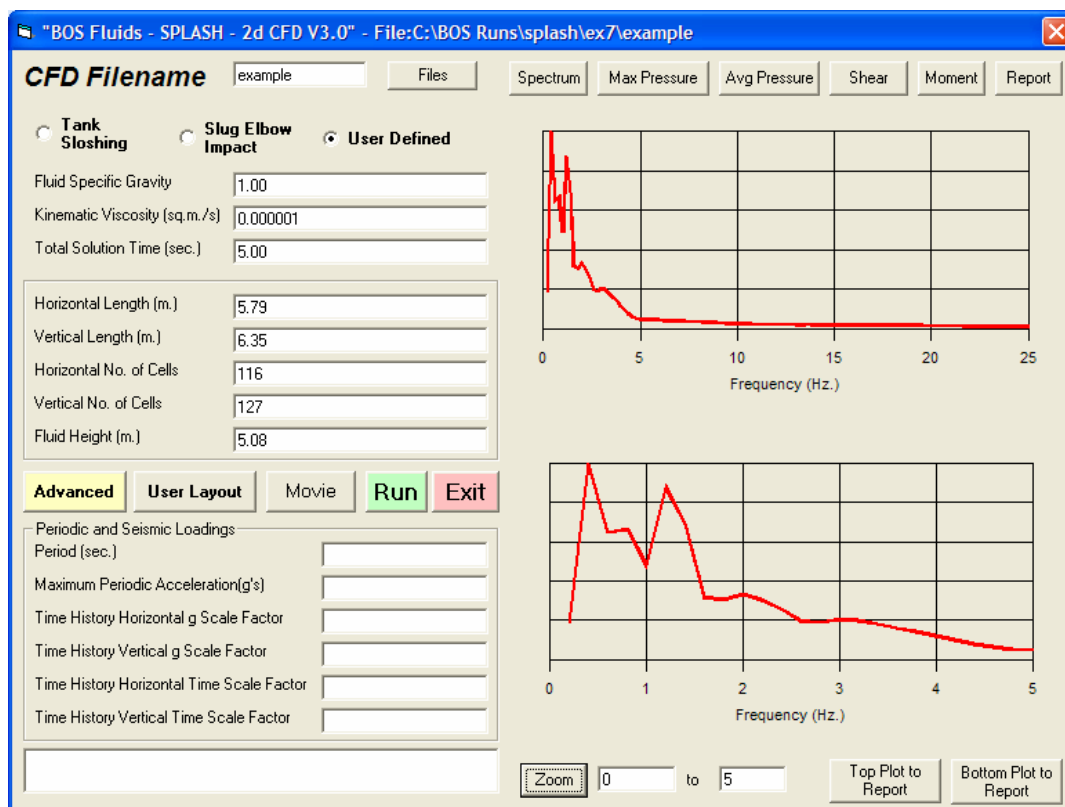 "BOS Fluids - SPLASH - 2d CFD V3.0" - File:C:\BOS Runs\splash\ex7\example
CFD Filename
example
Files
Spectrum
Max Pressure
Avg Pressure
Shear
Moment
Report
Tank
Sloshing
Slug Elbow
Impact
User Defined
Fluid Specific Gravity
1.00
Kinematic Viscosity (sq.m./s)
0.000001
Total Solution Time (sec.)
5.00
Horizontal Length (m.)
5.79
Vertical Length (m.)
6.35
Horizontal No. of Cells
116
Vertical No. of Cells
127
Fluid Height (m.)
5.08
Advanced
User Layout
Movie
Run
Exit
Periodic and Seismic Loadings
Period (sec.)
Maximum Periodic Acceleration(g's)
Time History Horizontal g Scale Factor
Time History Vertical g Scale Factor
Time History Horizontal Time Scale Factor
Time History Vertical Time Scale Factor
0 5 10 15 20 25
Frequency (Hz.)
0 1 2 3 4 5
Frequency (Hz.)
Zoom
0
to
5
Top Plot to
Report
Bottom Plot to
Report